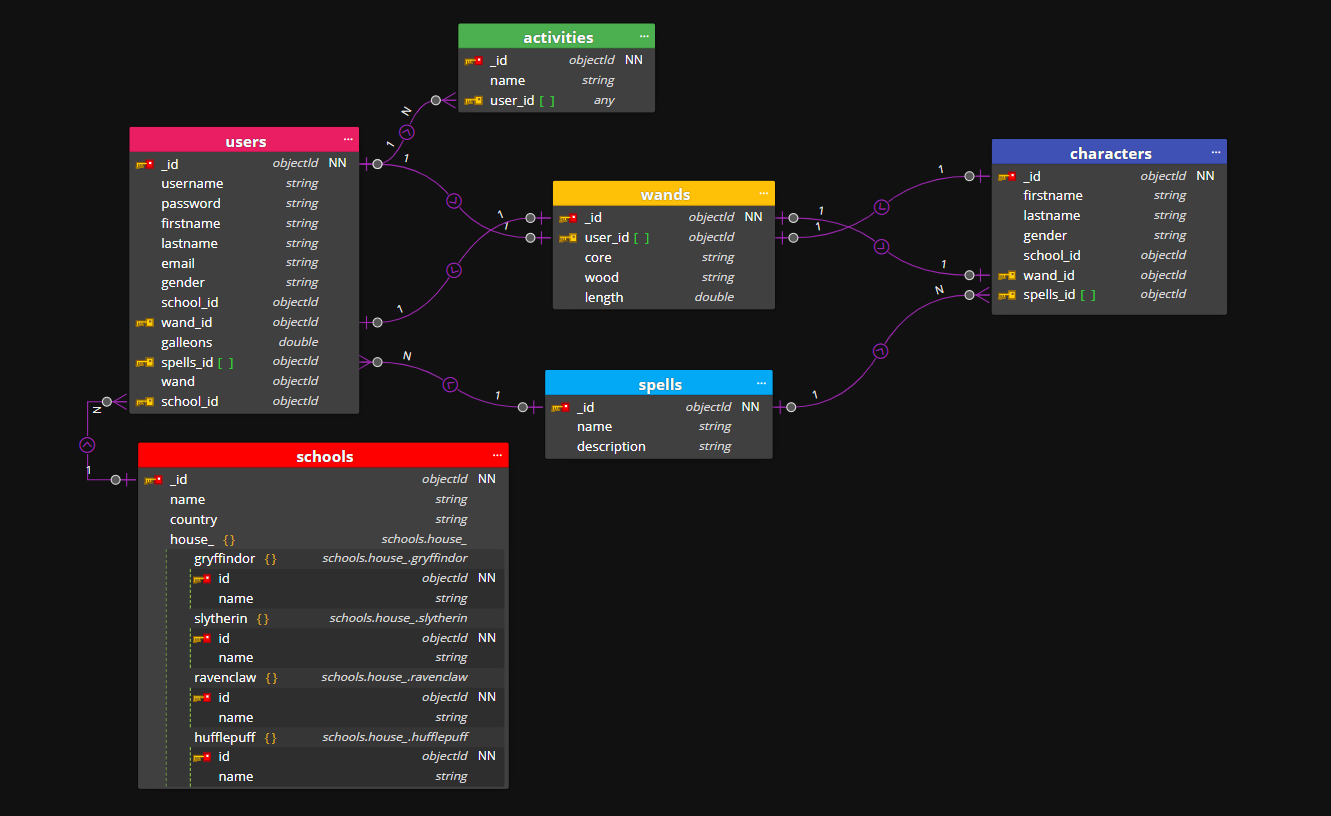 activities ...
_id objectId NN
name string
user_id [ ] any
users ...
_id objectId NN
username string
password string
firstname string
lastname string
email string
gender string
school_id objectId
wand_id objectId
galleons double
spells_id [ ] objectId
wand objectId
school_id objectId
wands ...
_id objectId NN
user_id [ ] objectId
core string
wood string
length double
characters ...
_id objectId NN
firstname string
lastname string
gender string
school_id objectId
wand_id objectId
spells_id [ ] objectId
spells ...
_id objectId NN
name string
description string
schools ...
_id objectId NN
name string
country string
house_ {} schools.house_
gryffindor {} schools.house_.gryffindor
id objectId NN
name string
slytherin {} schools.house_.slytherin
id objectId NN
name string
ravenclaw {} schools.house_.ravenclaw
id objectId NN
name string
hufflepuff {} schools.house_.hufflepuff
id objectId NN
name string
1 N
1 1
1 1
N 1
N 1
1 1
1 1
1 N